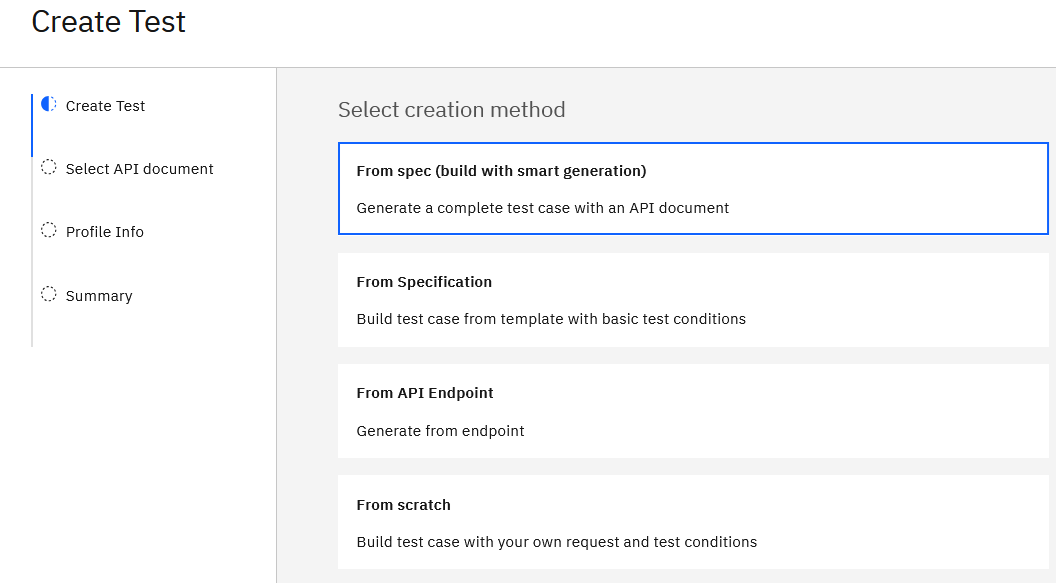 Create Test
Create Test
Select API document
Profile Info
Summary
Select creation method
From spec (build with smart generation)
Generate a complete test case with an API document
From Specification
Build test case from template with basic test conditions
From API Endpoint
Generate from endpoint
From scratch
Build test case with your own request and test conditions